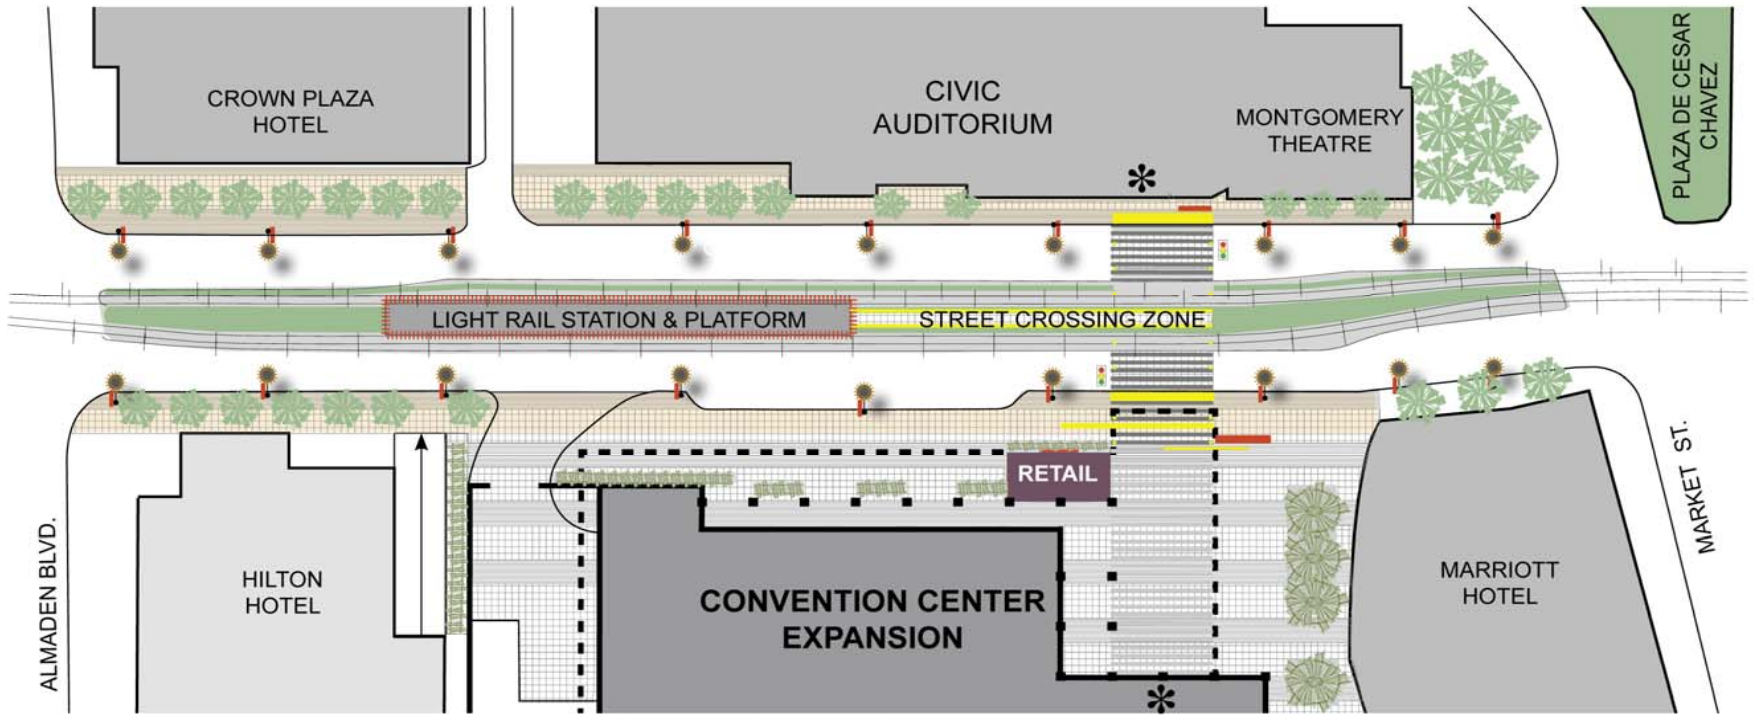 CROWN PLAZA
HOTEL
CIVIC
AUDITORIUM
*
MONTGOMERY
THEATRE
PLAZA DE CESAR
CHAVEZ
LIGHT RAIL STATION & PLATFORM
STREET CROSSING ZONE
ALMADEN BLVD.
HILTON
HOTEL
RETAIL
CONVENTION CENTER
EXPANSION
*
MARRIOTT
HOTEL
MARKET ST.